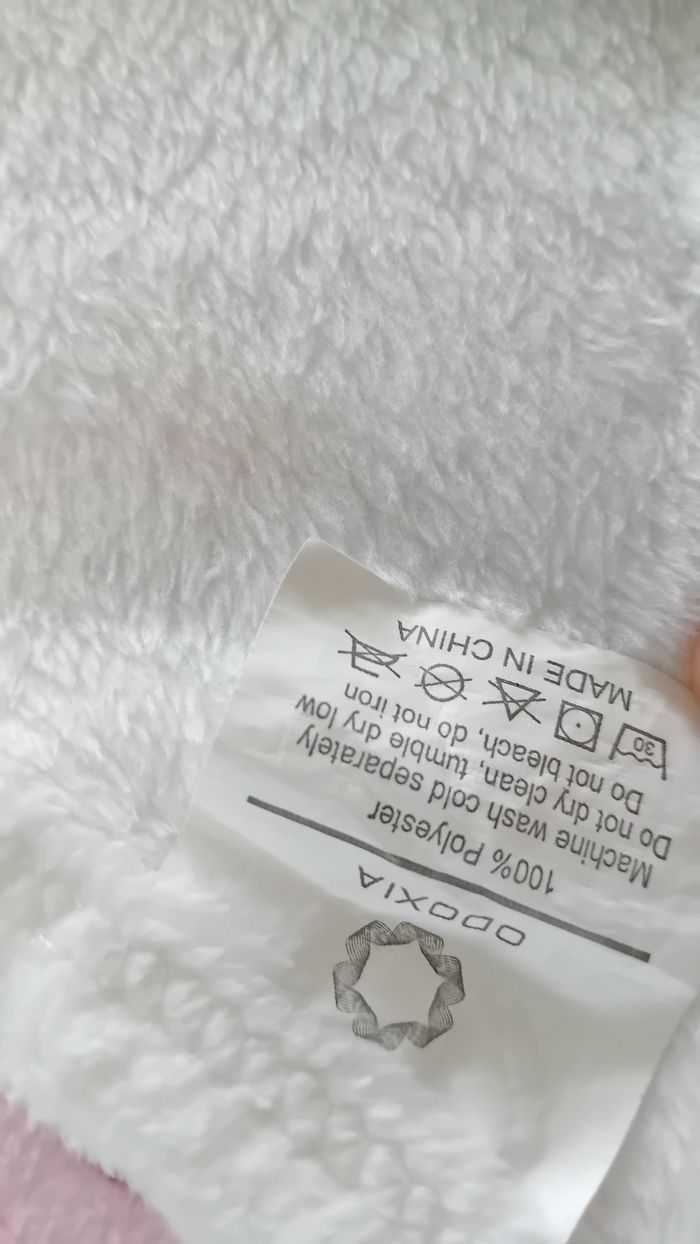 ODOXIA
100% Polyester
Machine wash cold separately
Do not dry clean, tumble dry low
Do not bleach, do not iron
30
MADE IN CHINA